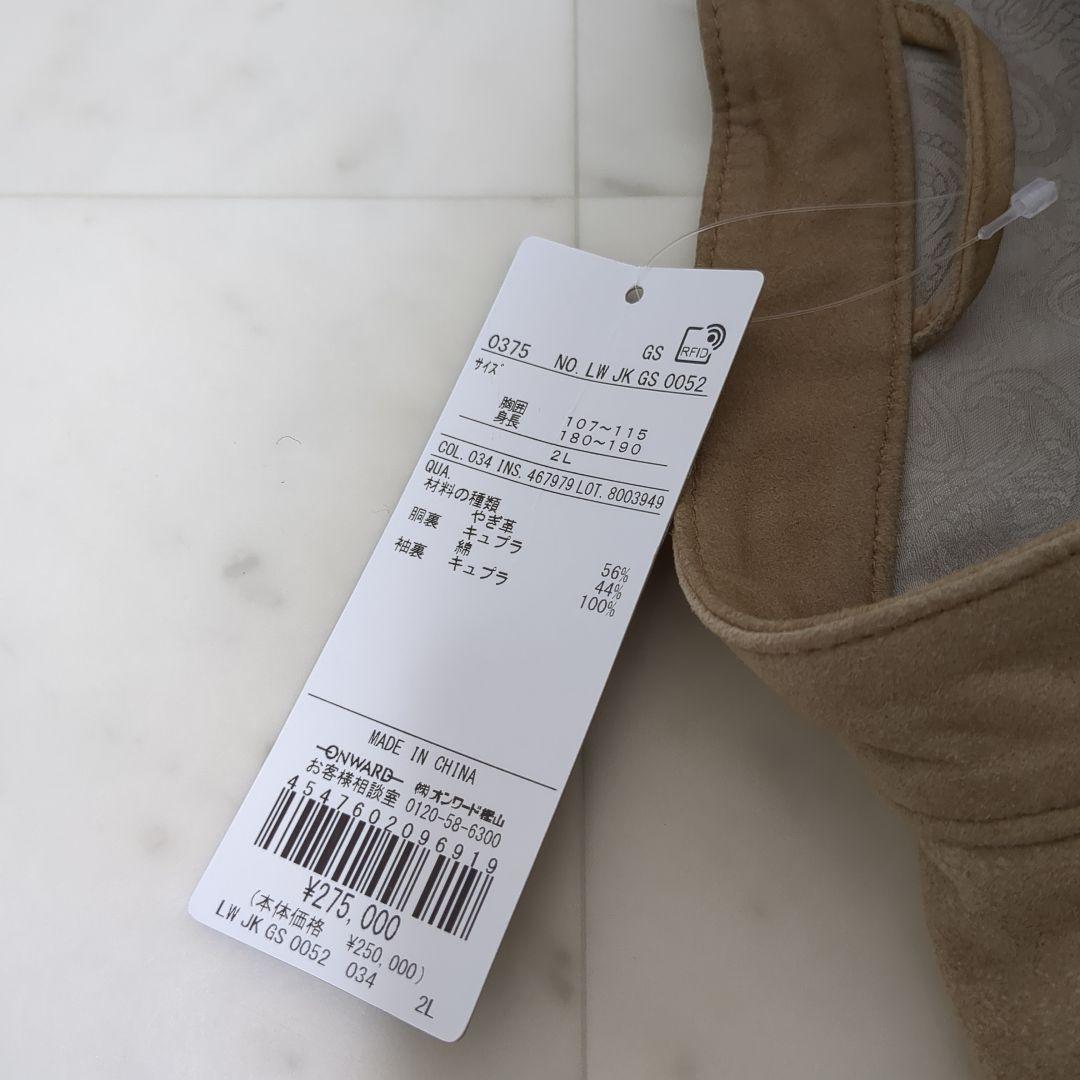 GS RFID
0375 NO. LW JK GS 0052
サイズ
胸囲 107〜115
身長 180〜190
2L
COL. 034 INS. 467979 LOT. 8003949
QUA.
材料の種類
やぎ革
胴裏 キュプラ 56%
綿 44%
袖裏 キュプラ 100%
MADE IN CHINA
ONWARD ㈱オンワード樫山
お客様相談室 0120-58-6300
4547602096919
¥275,000
(本体価格 ¥250,000)
LW JK GS 0052 034 2L